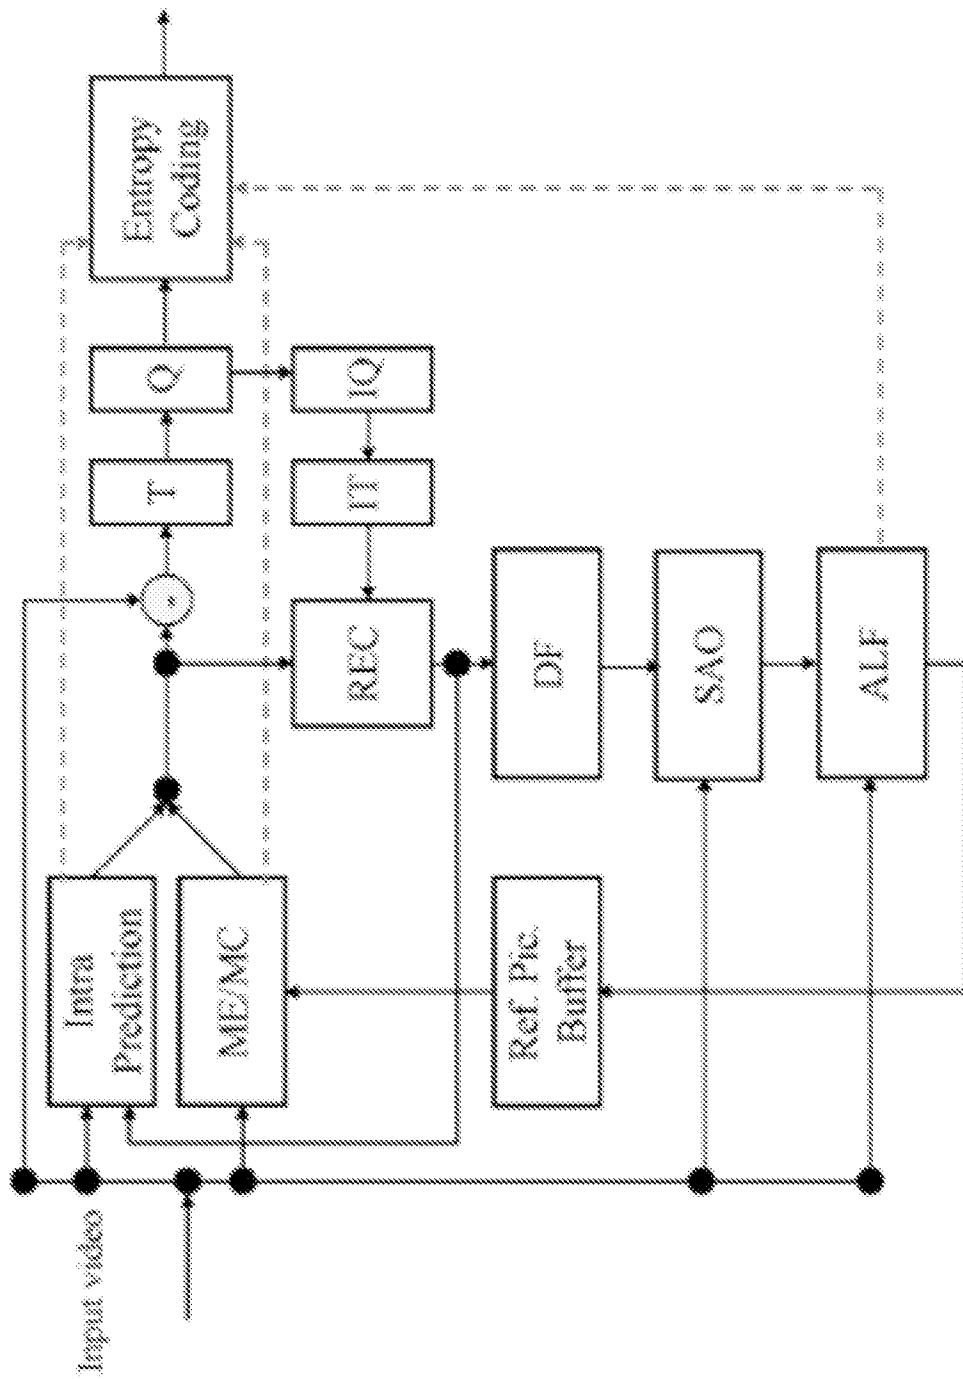 Input video
Intra
Prediction
ME/MC
-
T
Q
Entropy
Coding
REC
IT
IQ
Ref. Pic.
Buffer
DF
SAO
ALF